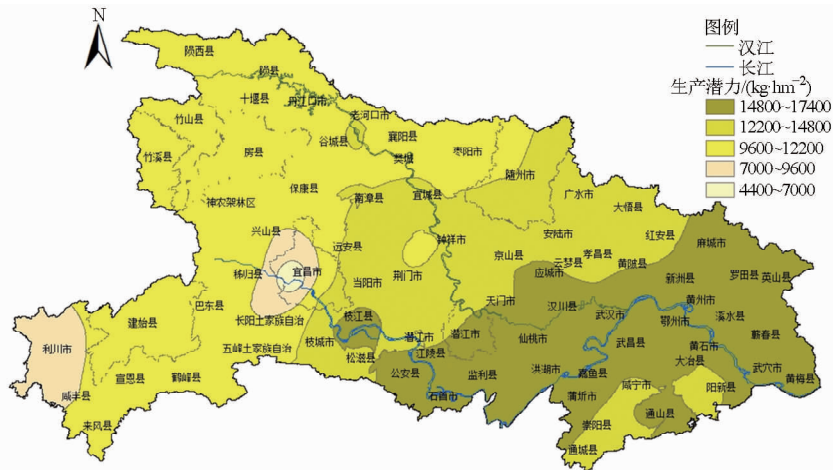 N
图例
汉江
长江
生产潜力/(kg·hm⁻²)
14800~17400
12200~14800
9600~12200
7000~9600
4400~7000
郧西县
郧县
十堰县
丹江口市
老河口市
竹山县
谷城县
襄阳县
樊城
枣阳市
竹溪县
房县
随州市
保康县
南漳县
宜城县
广水市
神农架林区
大悟县
兴山县
远安县
钟祥市
安陆市
红安县
麻城市
秭归县
宜昌市
当阳市
荆门市
京山县
云梦县
孝昌县
黄陂县
应城市
新洲县
罗田县
英山县
巴东县
天门市
汉川县
黄州市
建始县
长阳土家族自治
枝江县
武汉市
鄂州市
浠水县
利川市
枝城市
潜江市
潜江市
仙桃市
武昌县
黄石市
蕲春县
五峰土家族自治
松滋县
江陵县
大冶县
宣恩县
鹤峰县
公安县
监利县
洪湖市
嘉鱼县
武穴市
黄梅县
咸丰县
石首市
蒲圻市
咸宁市
阳新县
来凤县
崇阳县
通山县
通城县